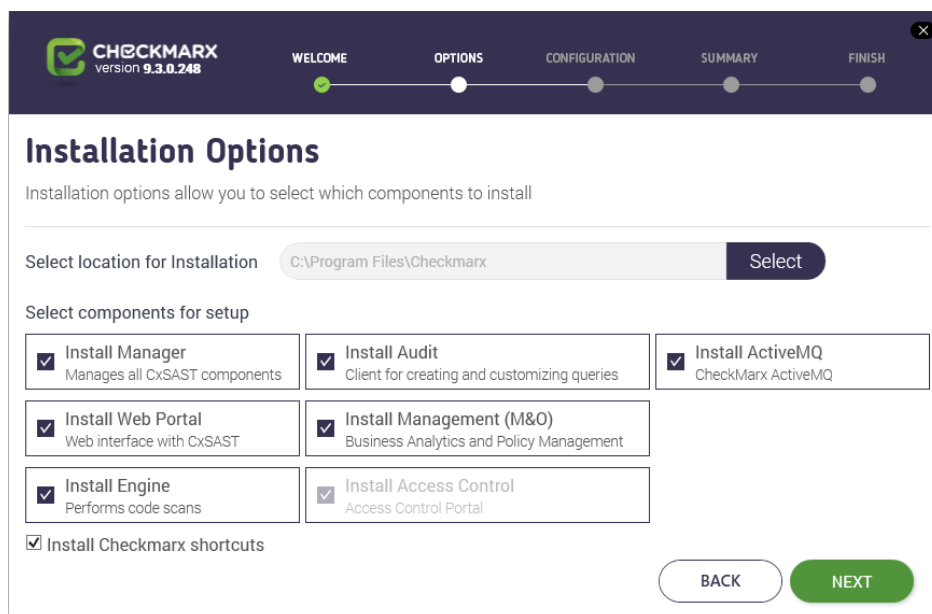 CHECKMARX
version 9.3.0.248
WELCOME
OPTIONS
CONFIGURATION
SUMMARY
FINISH
Installation Options
Installation options allow you to select which components to install
Select location for Installation
C:\Program Files\Checkmarx
Select
Select components for setup
Install Manager
Manages all CxSAST components
Install Audit
Client for creating and customizing queries
Install ActiveMQ
CheckMarx ActiveMQ
Install Web Portal
Web interface with CxSAST
Install Management (M&O)
Business Analytics and Policy Management
Install Engine
Performs code scans
Install Access Control
Access Control Portal
Install Checkmarx shortcuts
BACK
NEXT